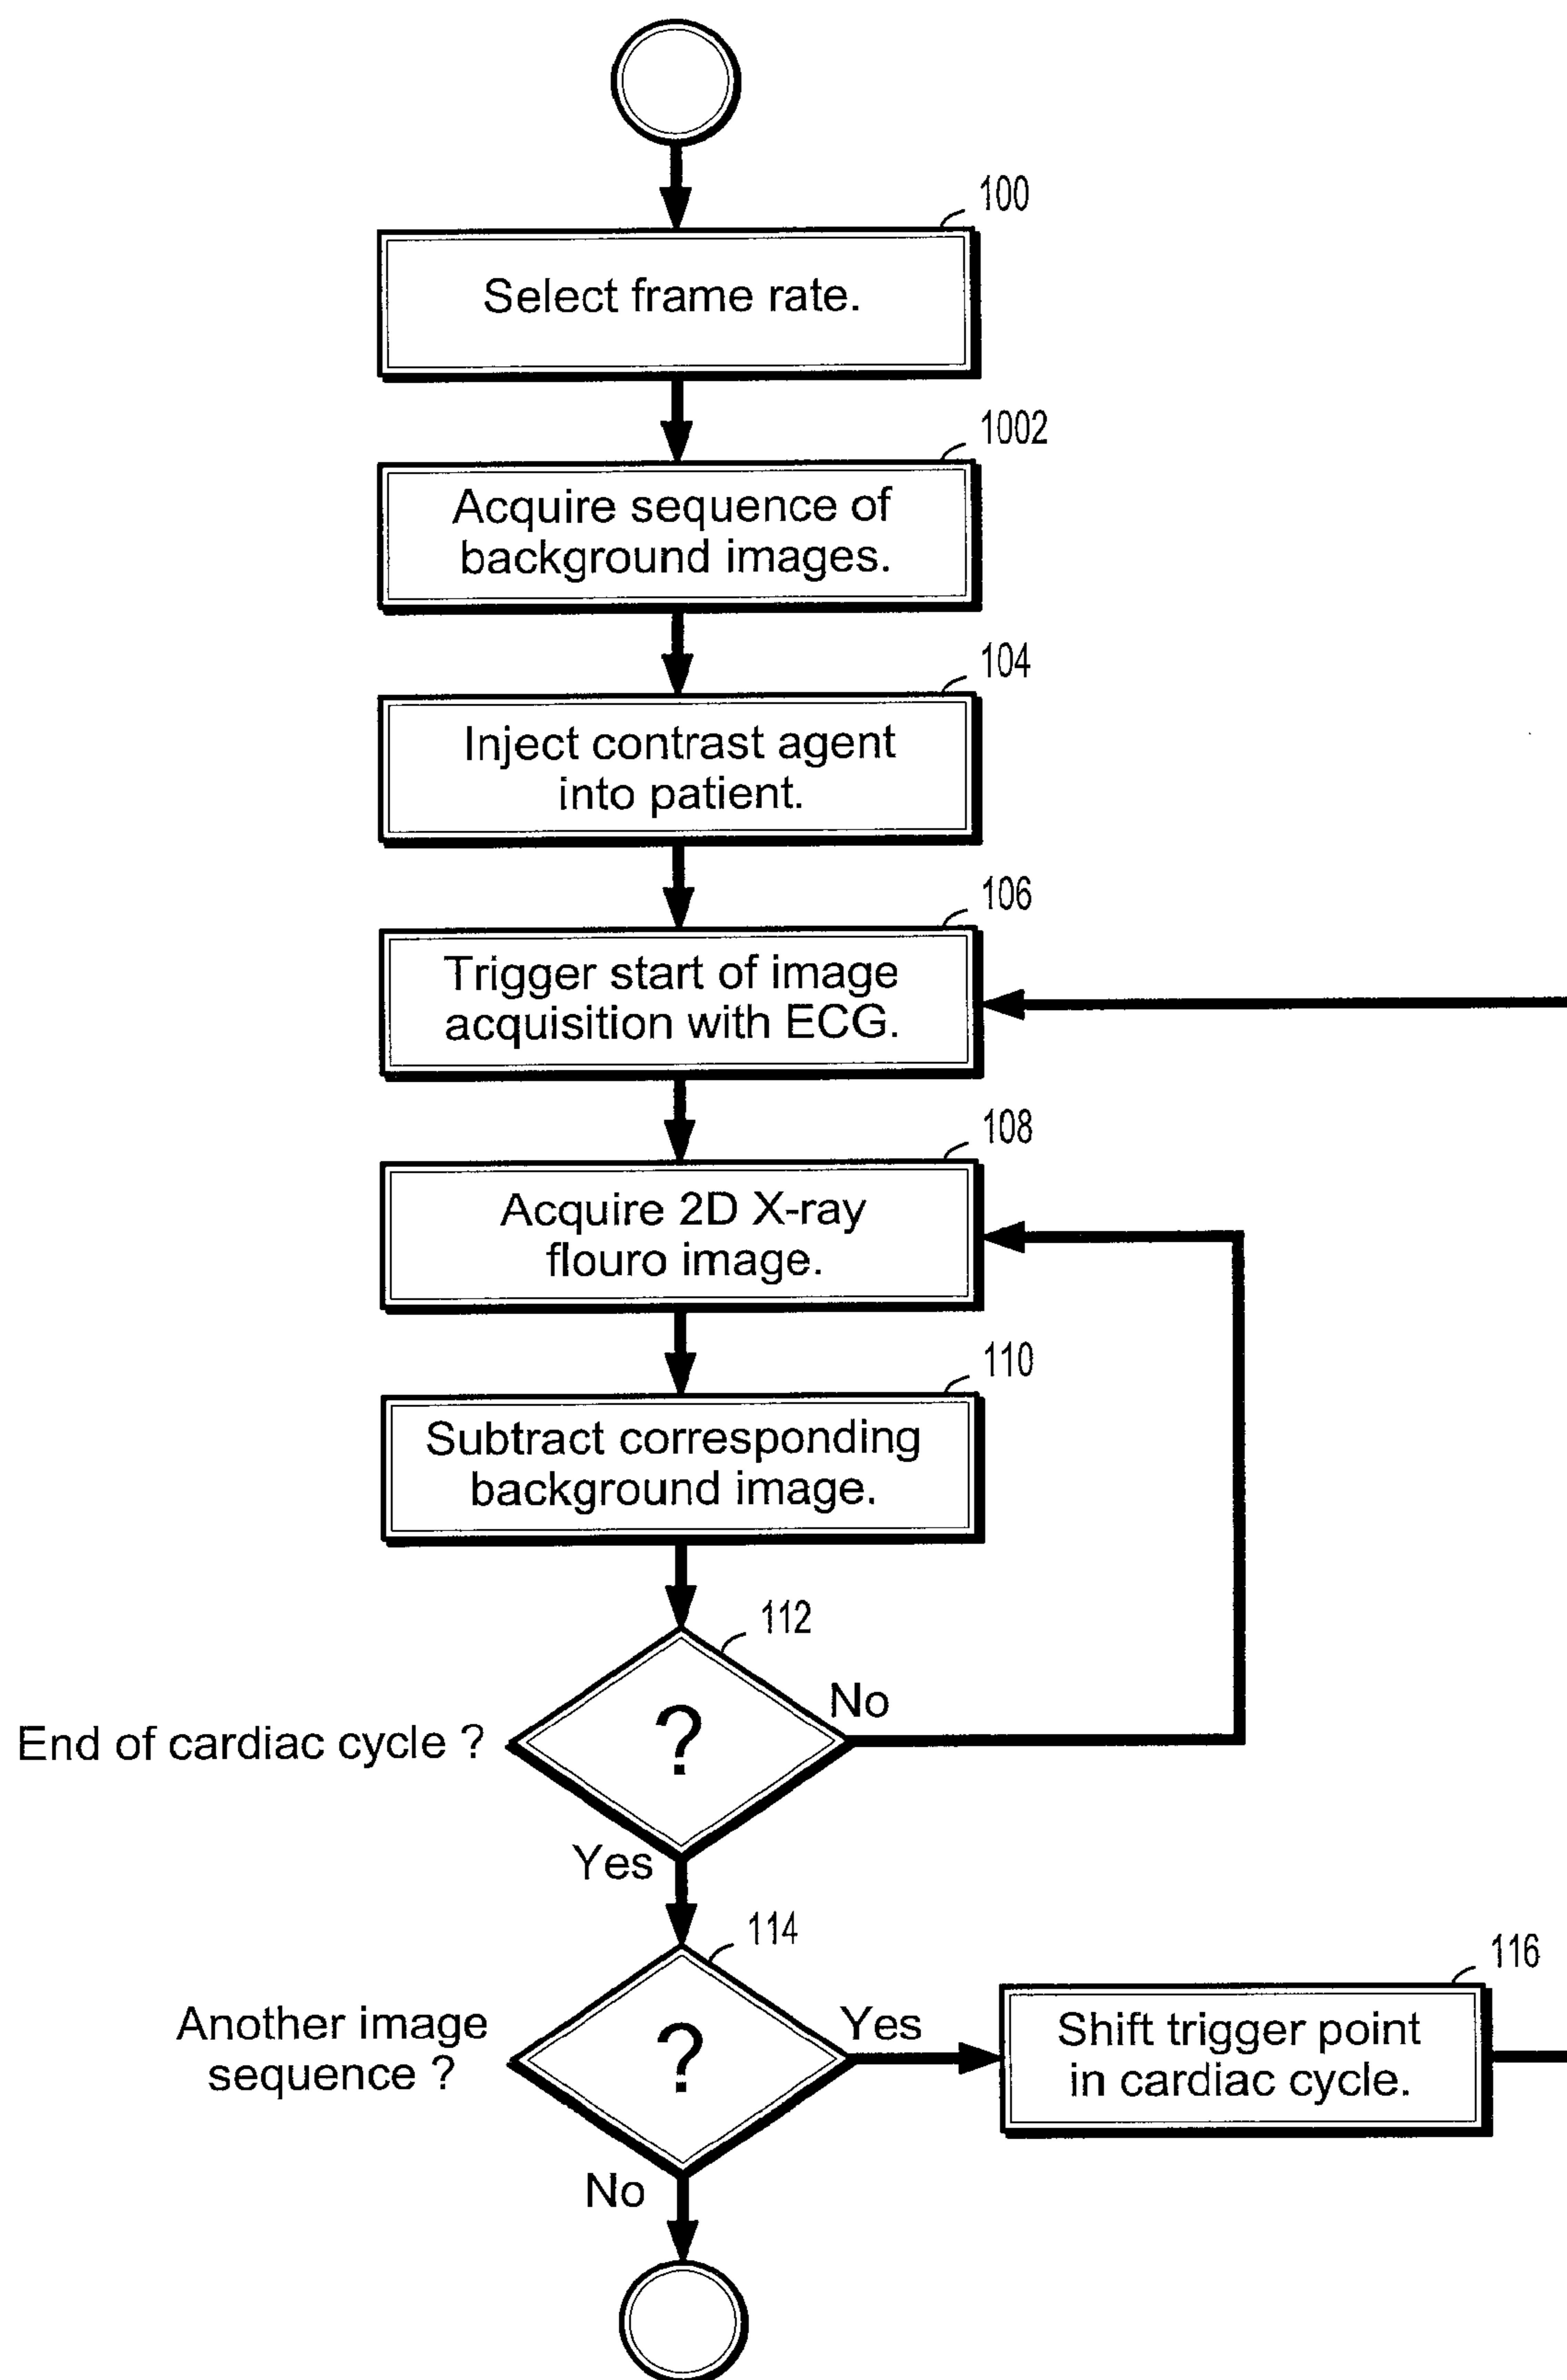 100
Select frame rate.
1002
Acquire sequence of
background images.
104
Inject contrast agent
into patient.
106
Trigger start of image
acquisition with ECG.
108
Acquire 2D X-ray
flouro image.
110
Subtract corresponding
background image.
112
No
End of cardiac cycle ?
?
Yes
114
116
Another image
sequence ?
?
Yes
Shift trigger point
in cardiac cycle.
No